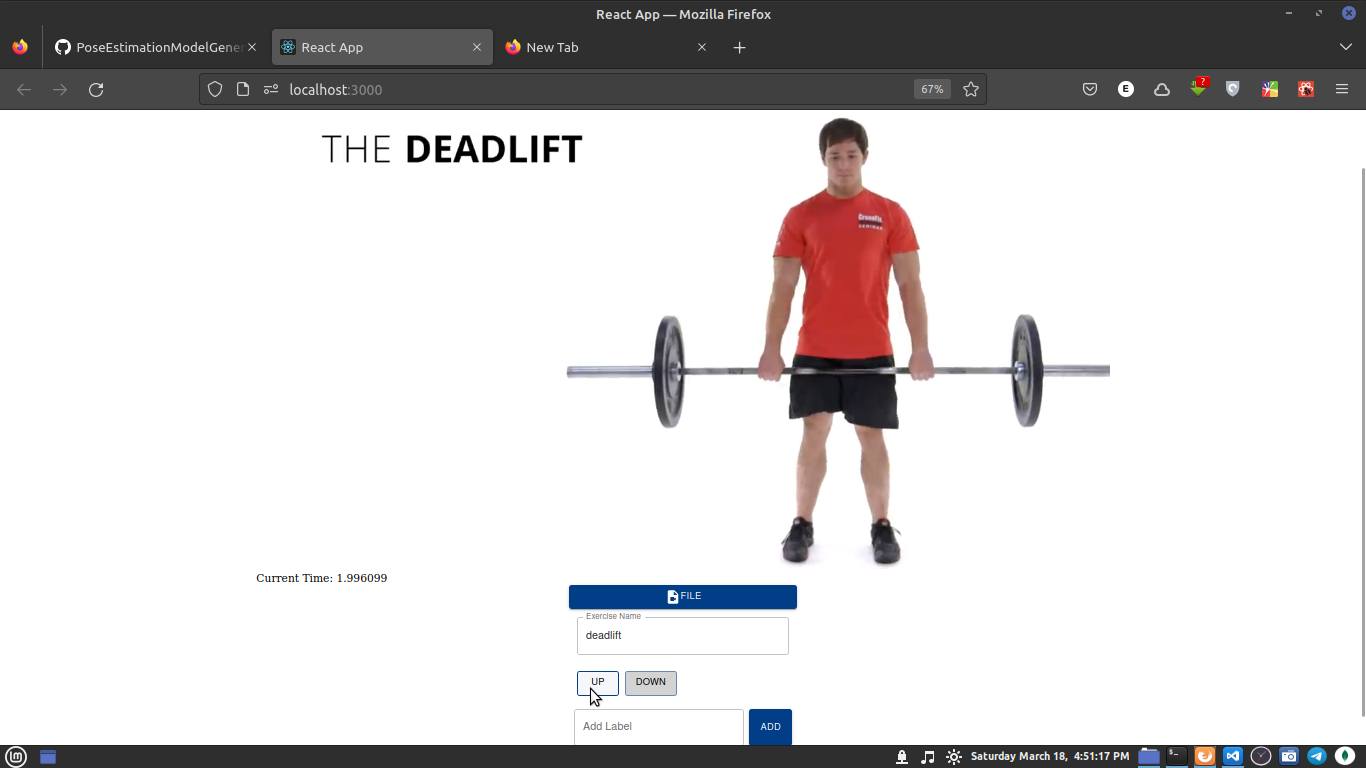 React App — Mozilla Firefox
PoseEstimationModelGener
React App
New Tab
localhost:3000
67%
E
?
THE DEADLIFT
CrossFit
SEMINAR
Current Time: 1.996099
FILE
Exercise Name
deadlift
UP
DOWN
Add Label
ADD
Saturday March 18, 4:51:17 PM